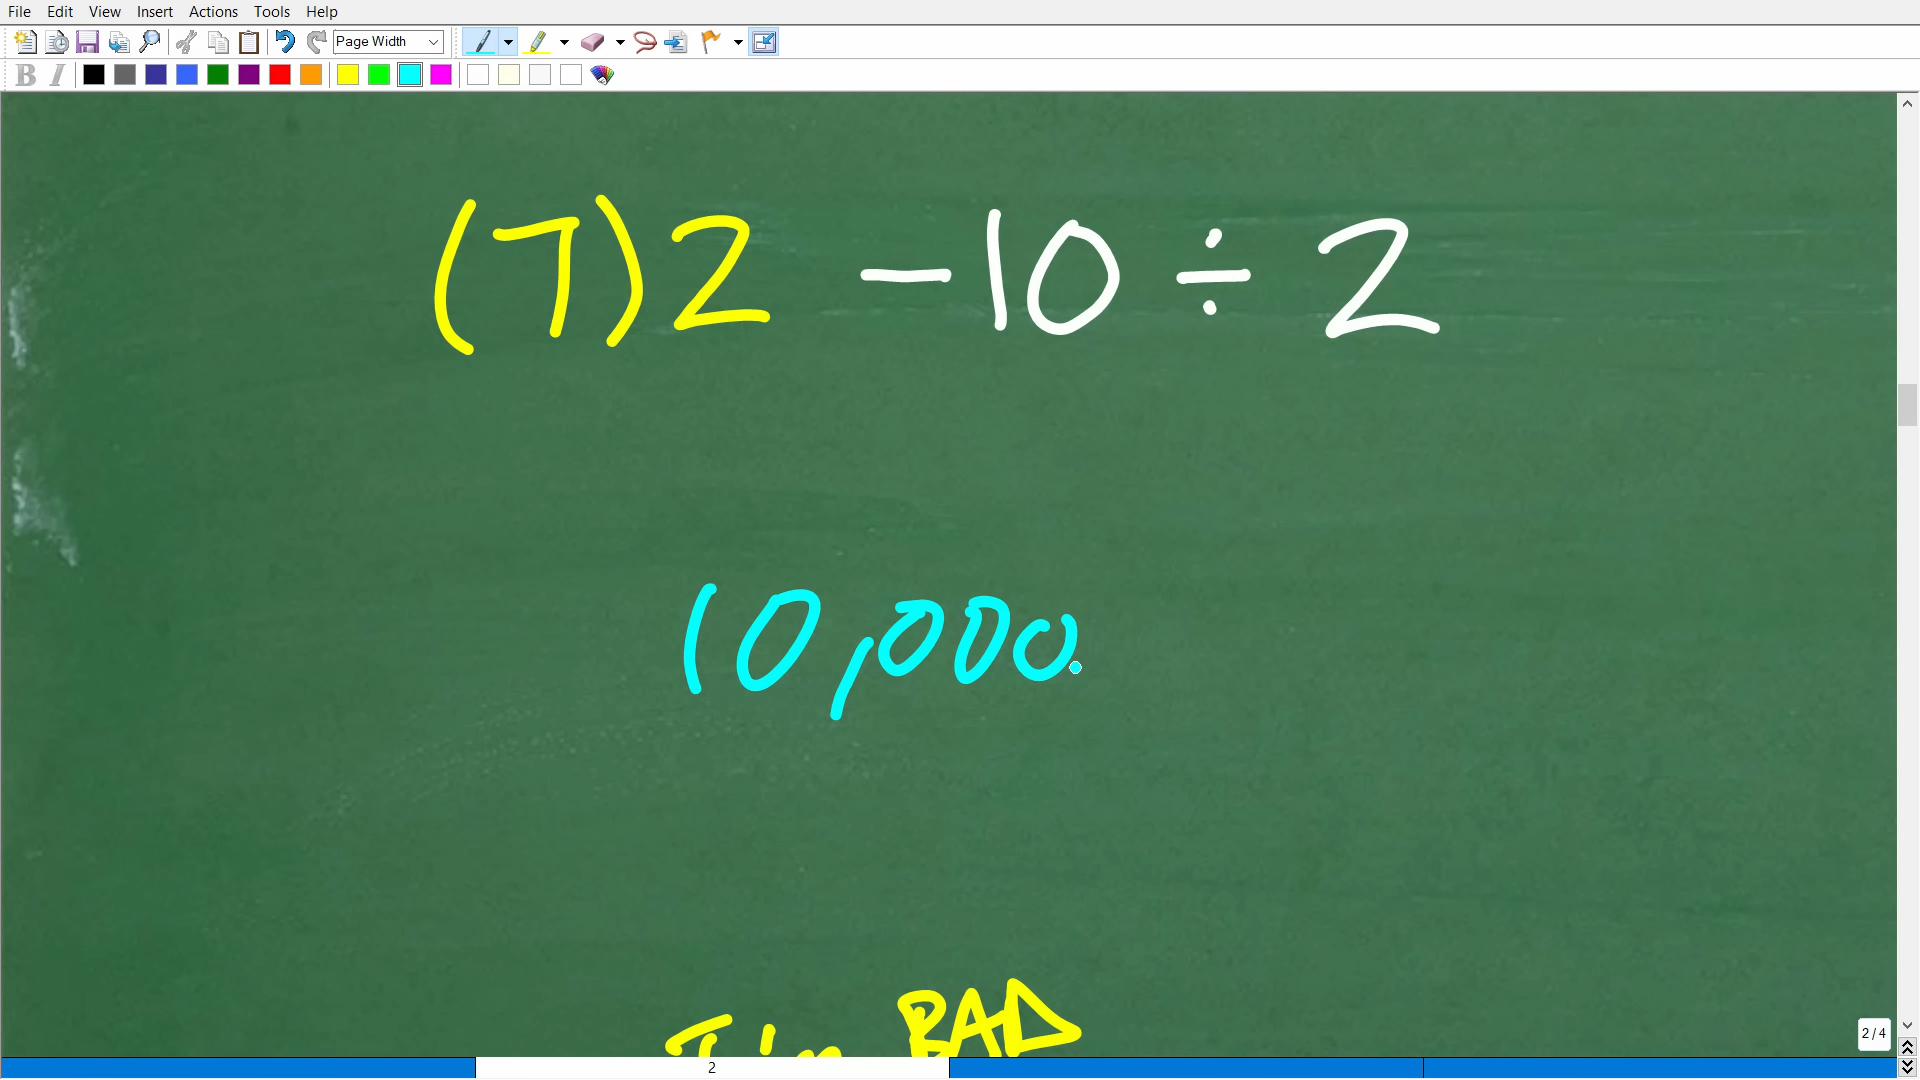 File Edit View Insert Actions Tools Help
Page Width
B I
(7)2 - 10 ÷ 2
10,000
I'm BAD
2 / 4
2